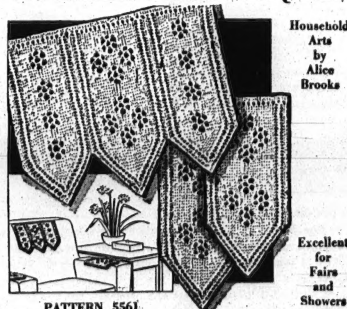 Household
Arts
by
Alice
Brooks
Excellent
for
Fairs
and
Showers
PATTERN 5561